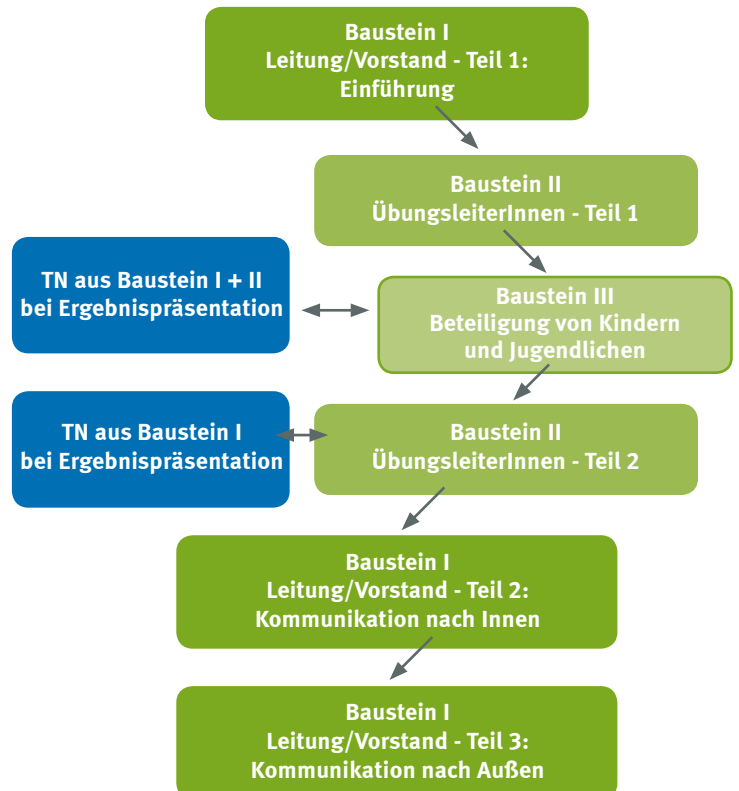 Baustein I
Leitung/Vorstand - Teil 1:
Einführung
Baustein II
ÜbungsleiterInnen - Teil 1
TN aus Baustein I + II
bei Ergebnispräsentation
Baustein III
Beteiligung von Kindern
und Jugendlichen
TN aus Baustein I
bei Ergebnispräsentation
Baustein II
ÜbungsleiterInnen - Teil 2
Baustein I
Leitung/Vorstand - Teil 2:
Kommunikation nach Innen
Baustein I
Leitung/Vorstand - Teil 3:
Kommunikation nach Außen